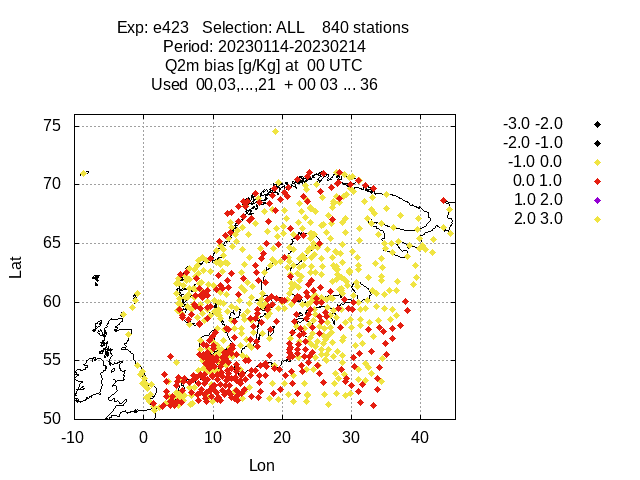 Exp: e423   Selection: ALL    840 stations
Period: 20230114-20230214
Q2m bias [g/Kg] at  00 UTC
Used  00,03,...,21  + 00 03 ... 36
75
70
65
60
55
50
Lat
-10 0 10 20 30 40
Lon
-3.0 -2.0
-2.0 -1.0
-1.0 0.0
0.0 1.0
1.0 2.0
2.0 3.0